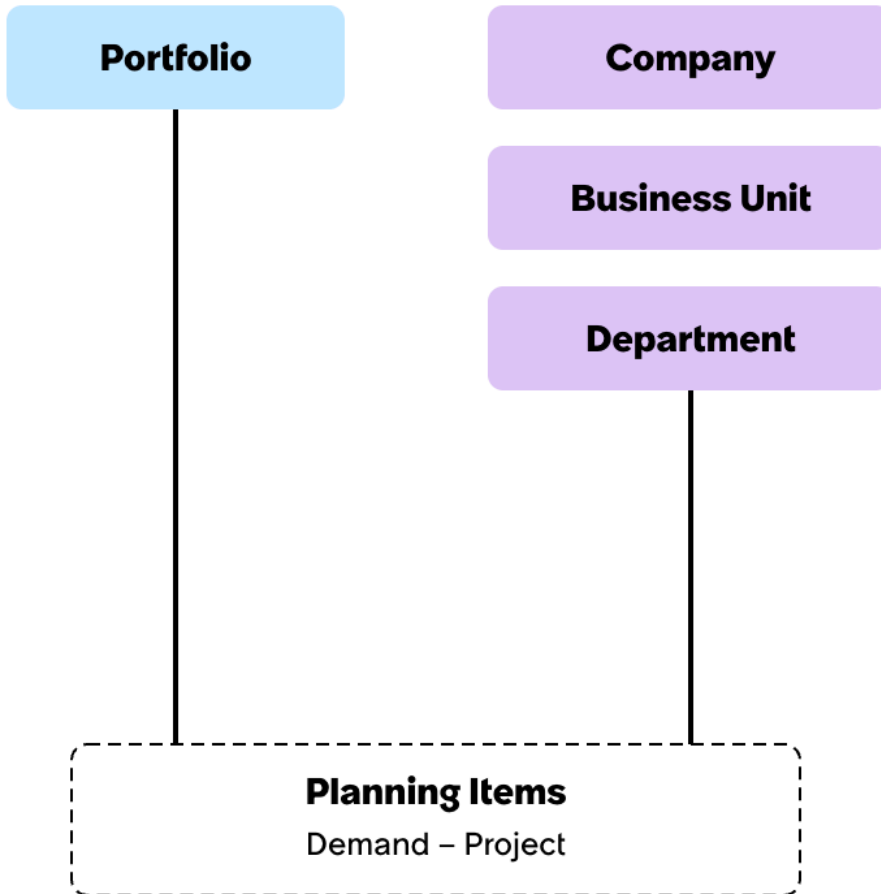 Portfolio
Company
Business Unit
Department
Planning Items
Demand – Project